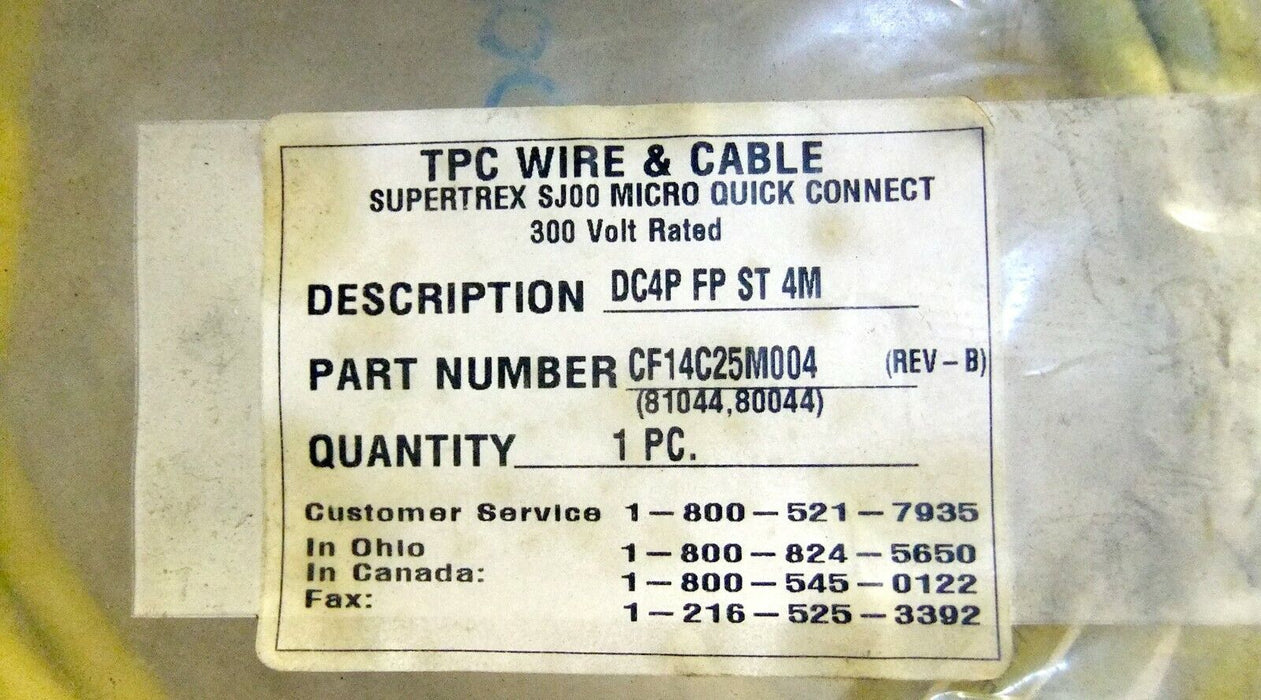 TPC WIRE & CABLE
SUPERTREX SJ00 MICRO QUICK CONNECT
300 Volt Rated
DESCRIPTION DC4P FP ST 4M
PART NUMBER CF14C25M004 (REV-B)
(81044,80044)
QUANTITY 1 PC.
Customer Service 1-800-521-7935
In Ohio 1-800-824-5650
In Canada: 1-800-545-0122
Fax: 1-216-525-3392